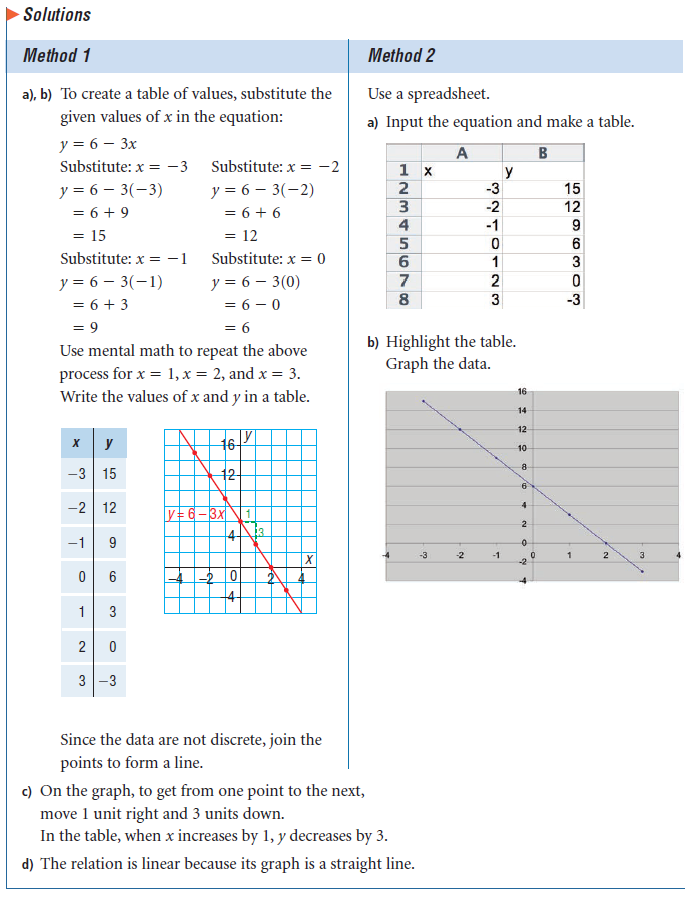 Solutions
Method 1
a), b) To create a table of values, substitute the
given values of x in the equation:
y = 6 − 3x
Substitute: x = −3 Substitute: x = −2
y = 6 − 3(−3) y = 6 − 3(−2)
= 6 + 9 = 6 + 6
= 15 = 12
Substitute: x = −1 Substitute: x = 0
y = 6 − 3(−1) y = 6 − 3(0)
= 6 + 3 = 6 − 0
= 9 = 6
Use mental math to repeat the above
process for x = 1, x = 2, and x = 3.
Write the values of x and y in a table.
x y
−3 15
−2 12
−1 9
0 6
1 3
2 0
3 −3
y
16
12
y = 6 – 3x 1
4 3
x
–4 –2 0 2 4
–4
Since the data are not discrete, join the
points to form a line.
Method 2
Use a spreadsheet.
a) Input the equation and make a table.
A B
1 x y
2 -3 15
3 -2 12
4 -1 9
5 0 6
6 1 3
7 2 0
8 3 -3
b) Highlight the table.
Graph the data.
16
14
12
10
8
6
4
2
-4 -3 -2 -1 0 1 2 3 4
-2
-4
c) On the graph, to get from one point to the next,
move 1 unit right and 3 units down.
In the table, when x increases by 1, y decreases by 3.
d) The relation is linear because its graph is a straight line.